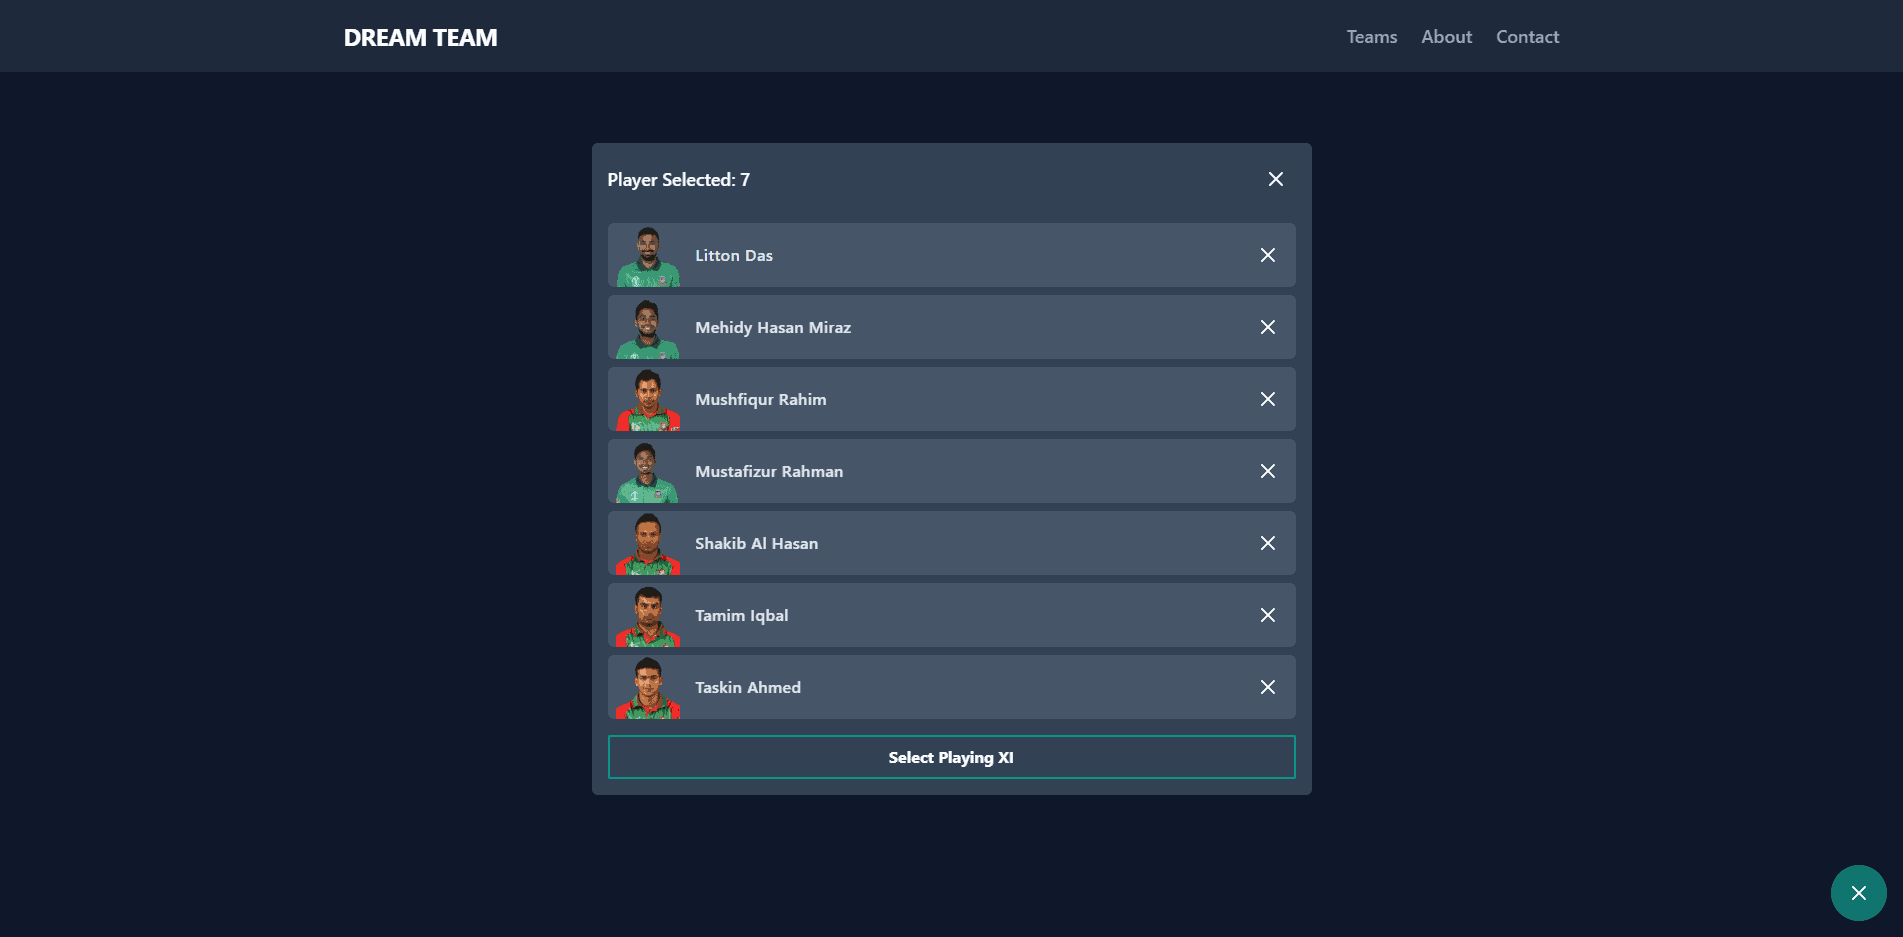 DREAM TEAM
Teams About Contact
Player Selected: 7
Litton Das
Mehidy Hasan Miraz
Mushfiqur Rahim
Mustafizur Rahman
Shakib Al Hasan
Tamim Iqbal
Taskin Ahmed
Select Playing XI